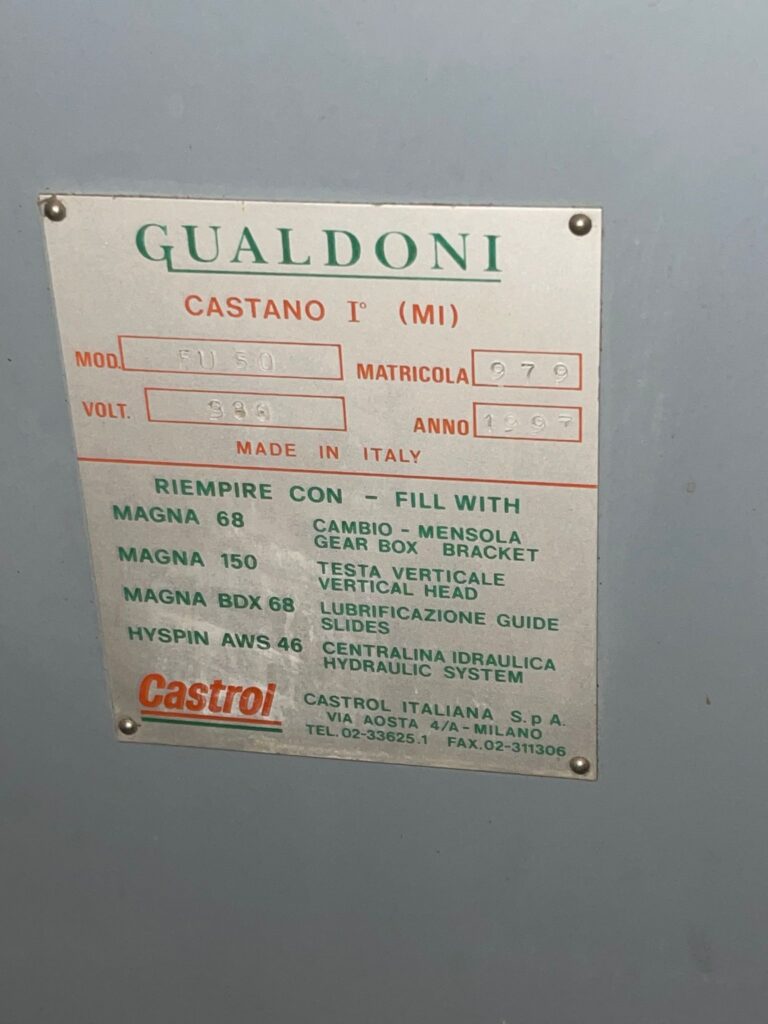 GUALDONI
CASTANO I° (MI)
MOD. FU 50 MATRICOLA 979
VOLT. ANNO 1997
MADE IN ITALY
RIEMPIRE CON - FILL WITH
MAGNA 68 CAMBIO - MENSOLA
GEAR BOX BRACKET
MAGNA 150 TESTA VERTICALE
VERTICAL HEAD
MAGNA BDX 68 LUBRIFICAZIONE GUIDE
SLIDES
HYSPIN AWS 46 CENTRALINA IDRAULICA
HYDRAULIC SYSTEM
Castrol CASTROL ITALIANA S.p A.
VIA AOSTA 4/A - MILANO
TEL. 02-33625.1 FAX. 02-311306